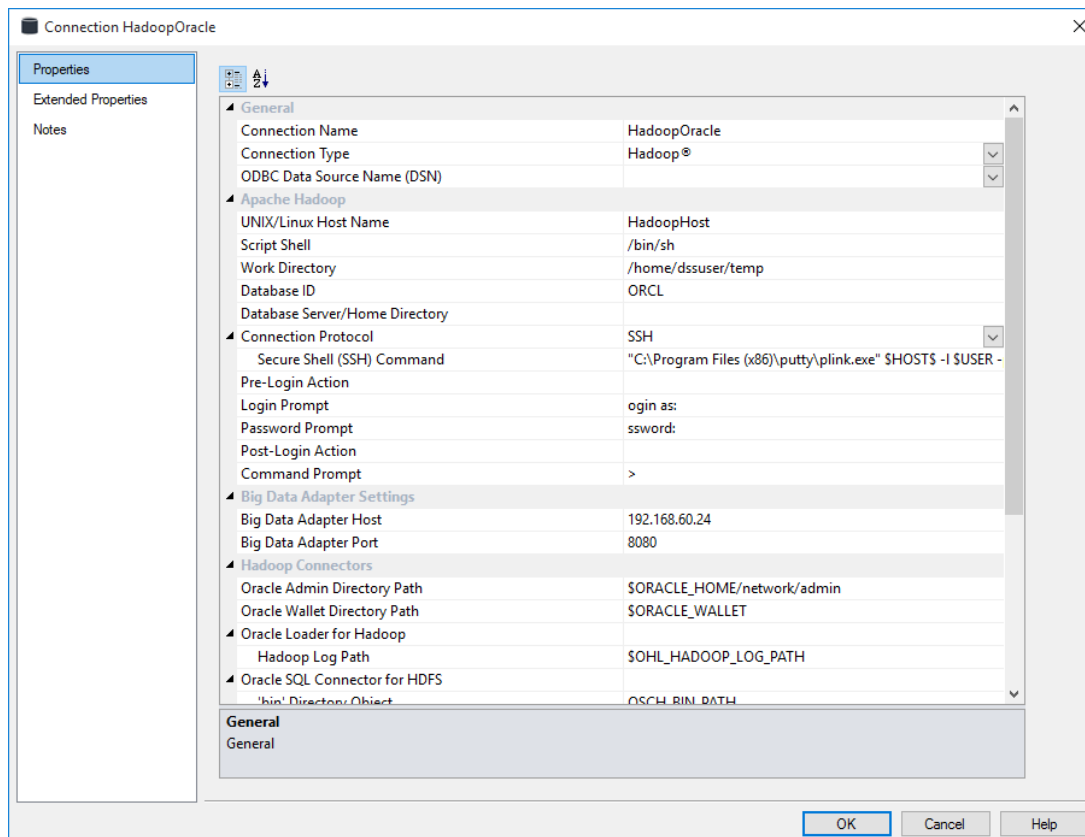 Connection HadoopOracle
Properties
Extended Properties
Notes
General
Connection Name HadoopOracle
Connection Type Hadoop®
ODBC Data Source Name (DSN)
Apache Hadoop
UNIX/Linux Host Name HadoopHost
Script Shell /bin/sh
Work Directory /home/dssuser/temp
Database ID ORCL
Database Server/Home Directory
Connection Protocol SSH
Secure Shell (SSH) Command "C:\Program Files (x86)\putty\plink.exe" $HOST$ -l $USER -
Pre-Login Action
Login Prompt ogin as:
Password Prompt ssword:
Post-Login Action
Command Prompt >
Big Data Adapter Settings
Big Data Adapter Host 192.168.60.24
Big Data Adapter Port 8080
Hadoop Connectors
Oracle Admin Directory Path $ORACLE_HOME/network/admin
Oracle Wallet Directory Path $ORACLE_WALLET
Oracle Loader for Hadoop
Hadoop Log Path $OHL_HADOOP_LOG_PATH
Oracle SQL Connector for HDFS
'bin' Directory Object OSCH_BIN_PATH
General
General
OK Cancel Help